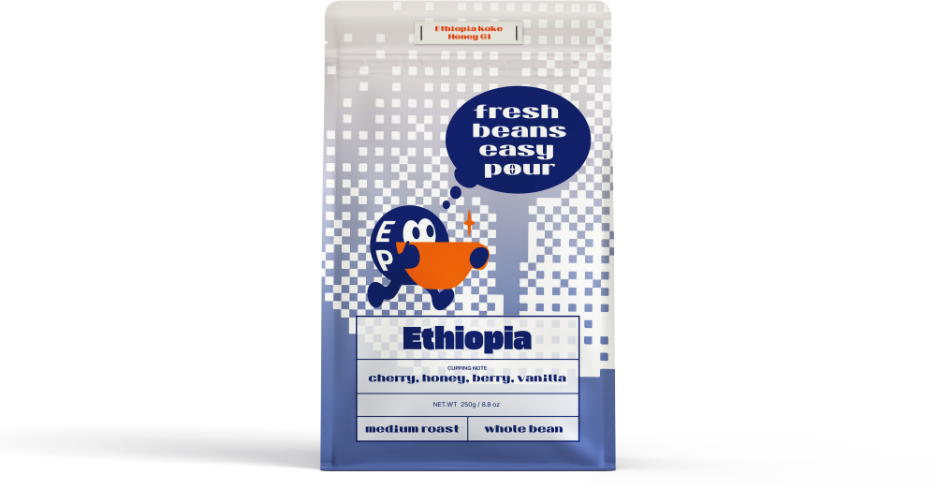 Ethiopia Koke
Honey G1
fresh
beans
easy
pour
E
P
Ethiopia
CUPPING NOTE
cherry, honey, berry, vanilla
NET.WT 250g / 8.8 oz
medium roast
whole bean